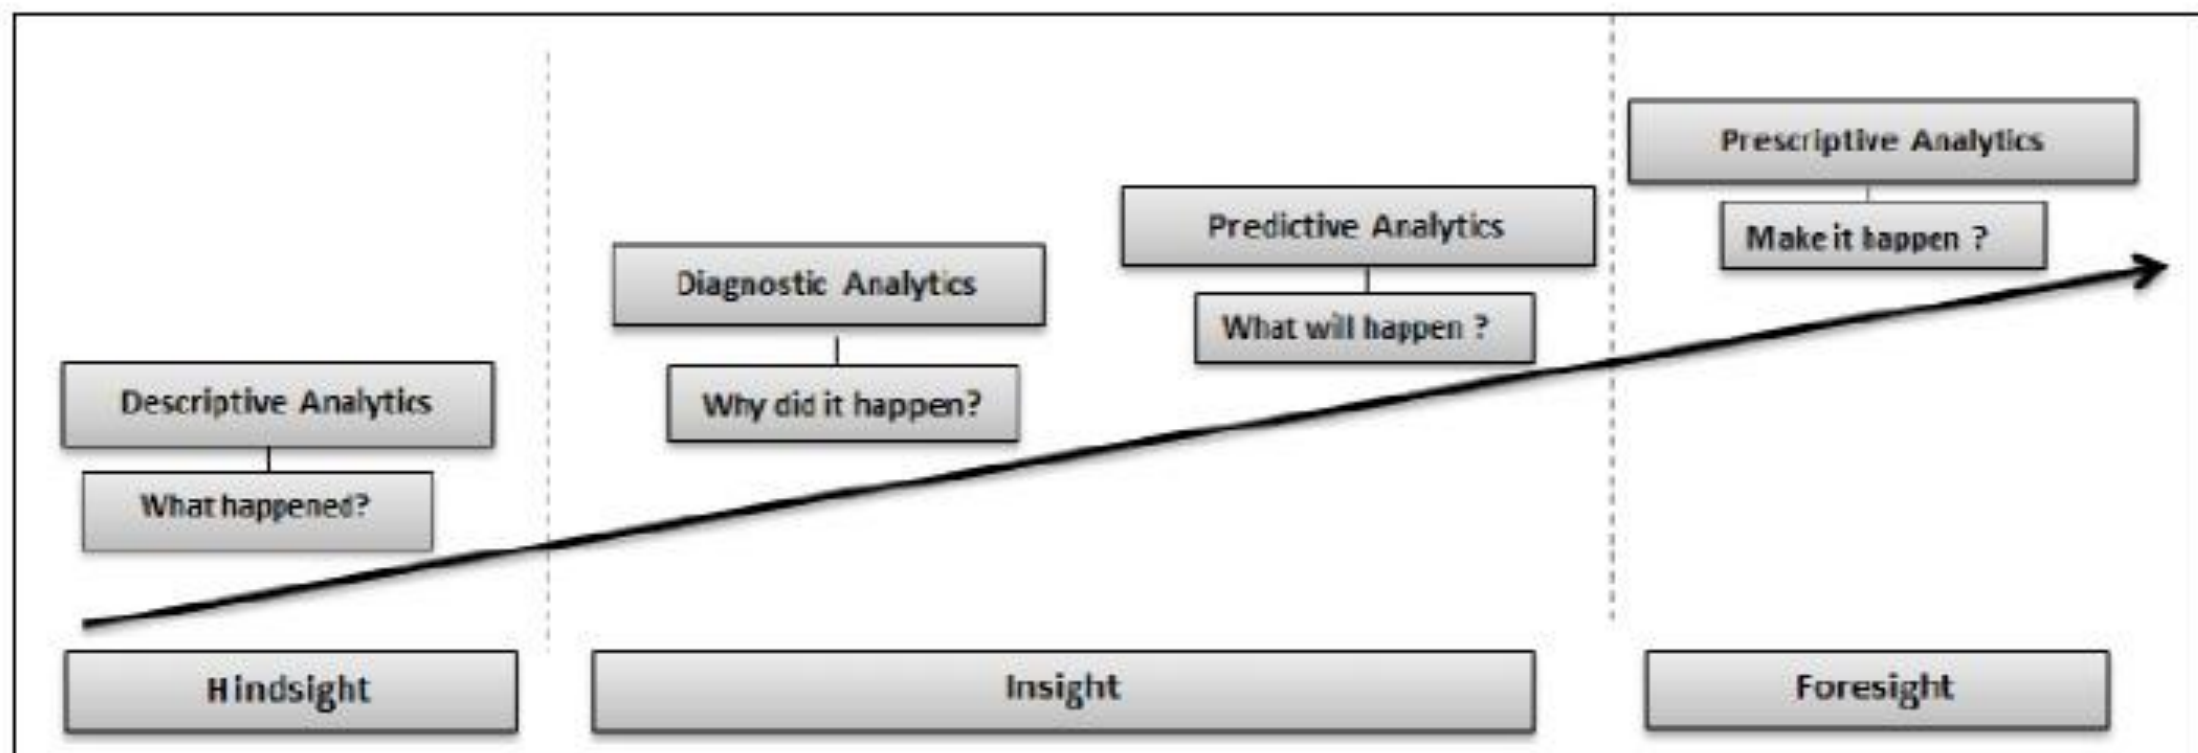 Prescriptive Analytics
Make it happen ?
Predictive Analytics
What will happen ?
Diagnostic Analytics
Why did it happen?
Descriptive Analytics
What happened?
Hindsight
Insight
Foresight